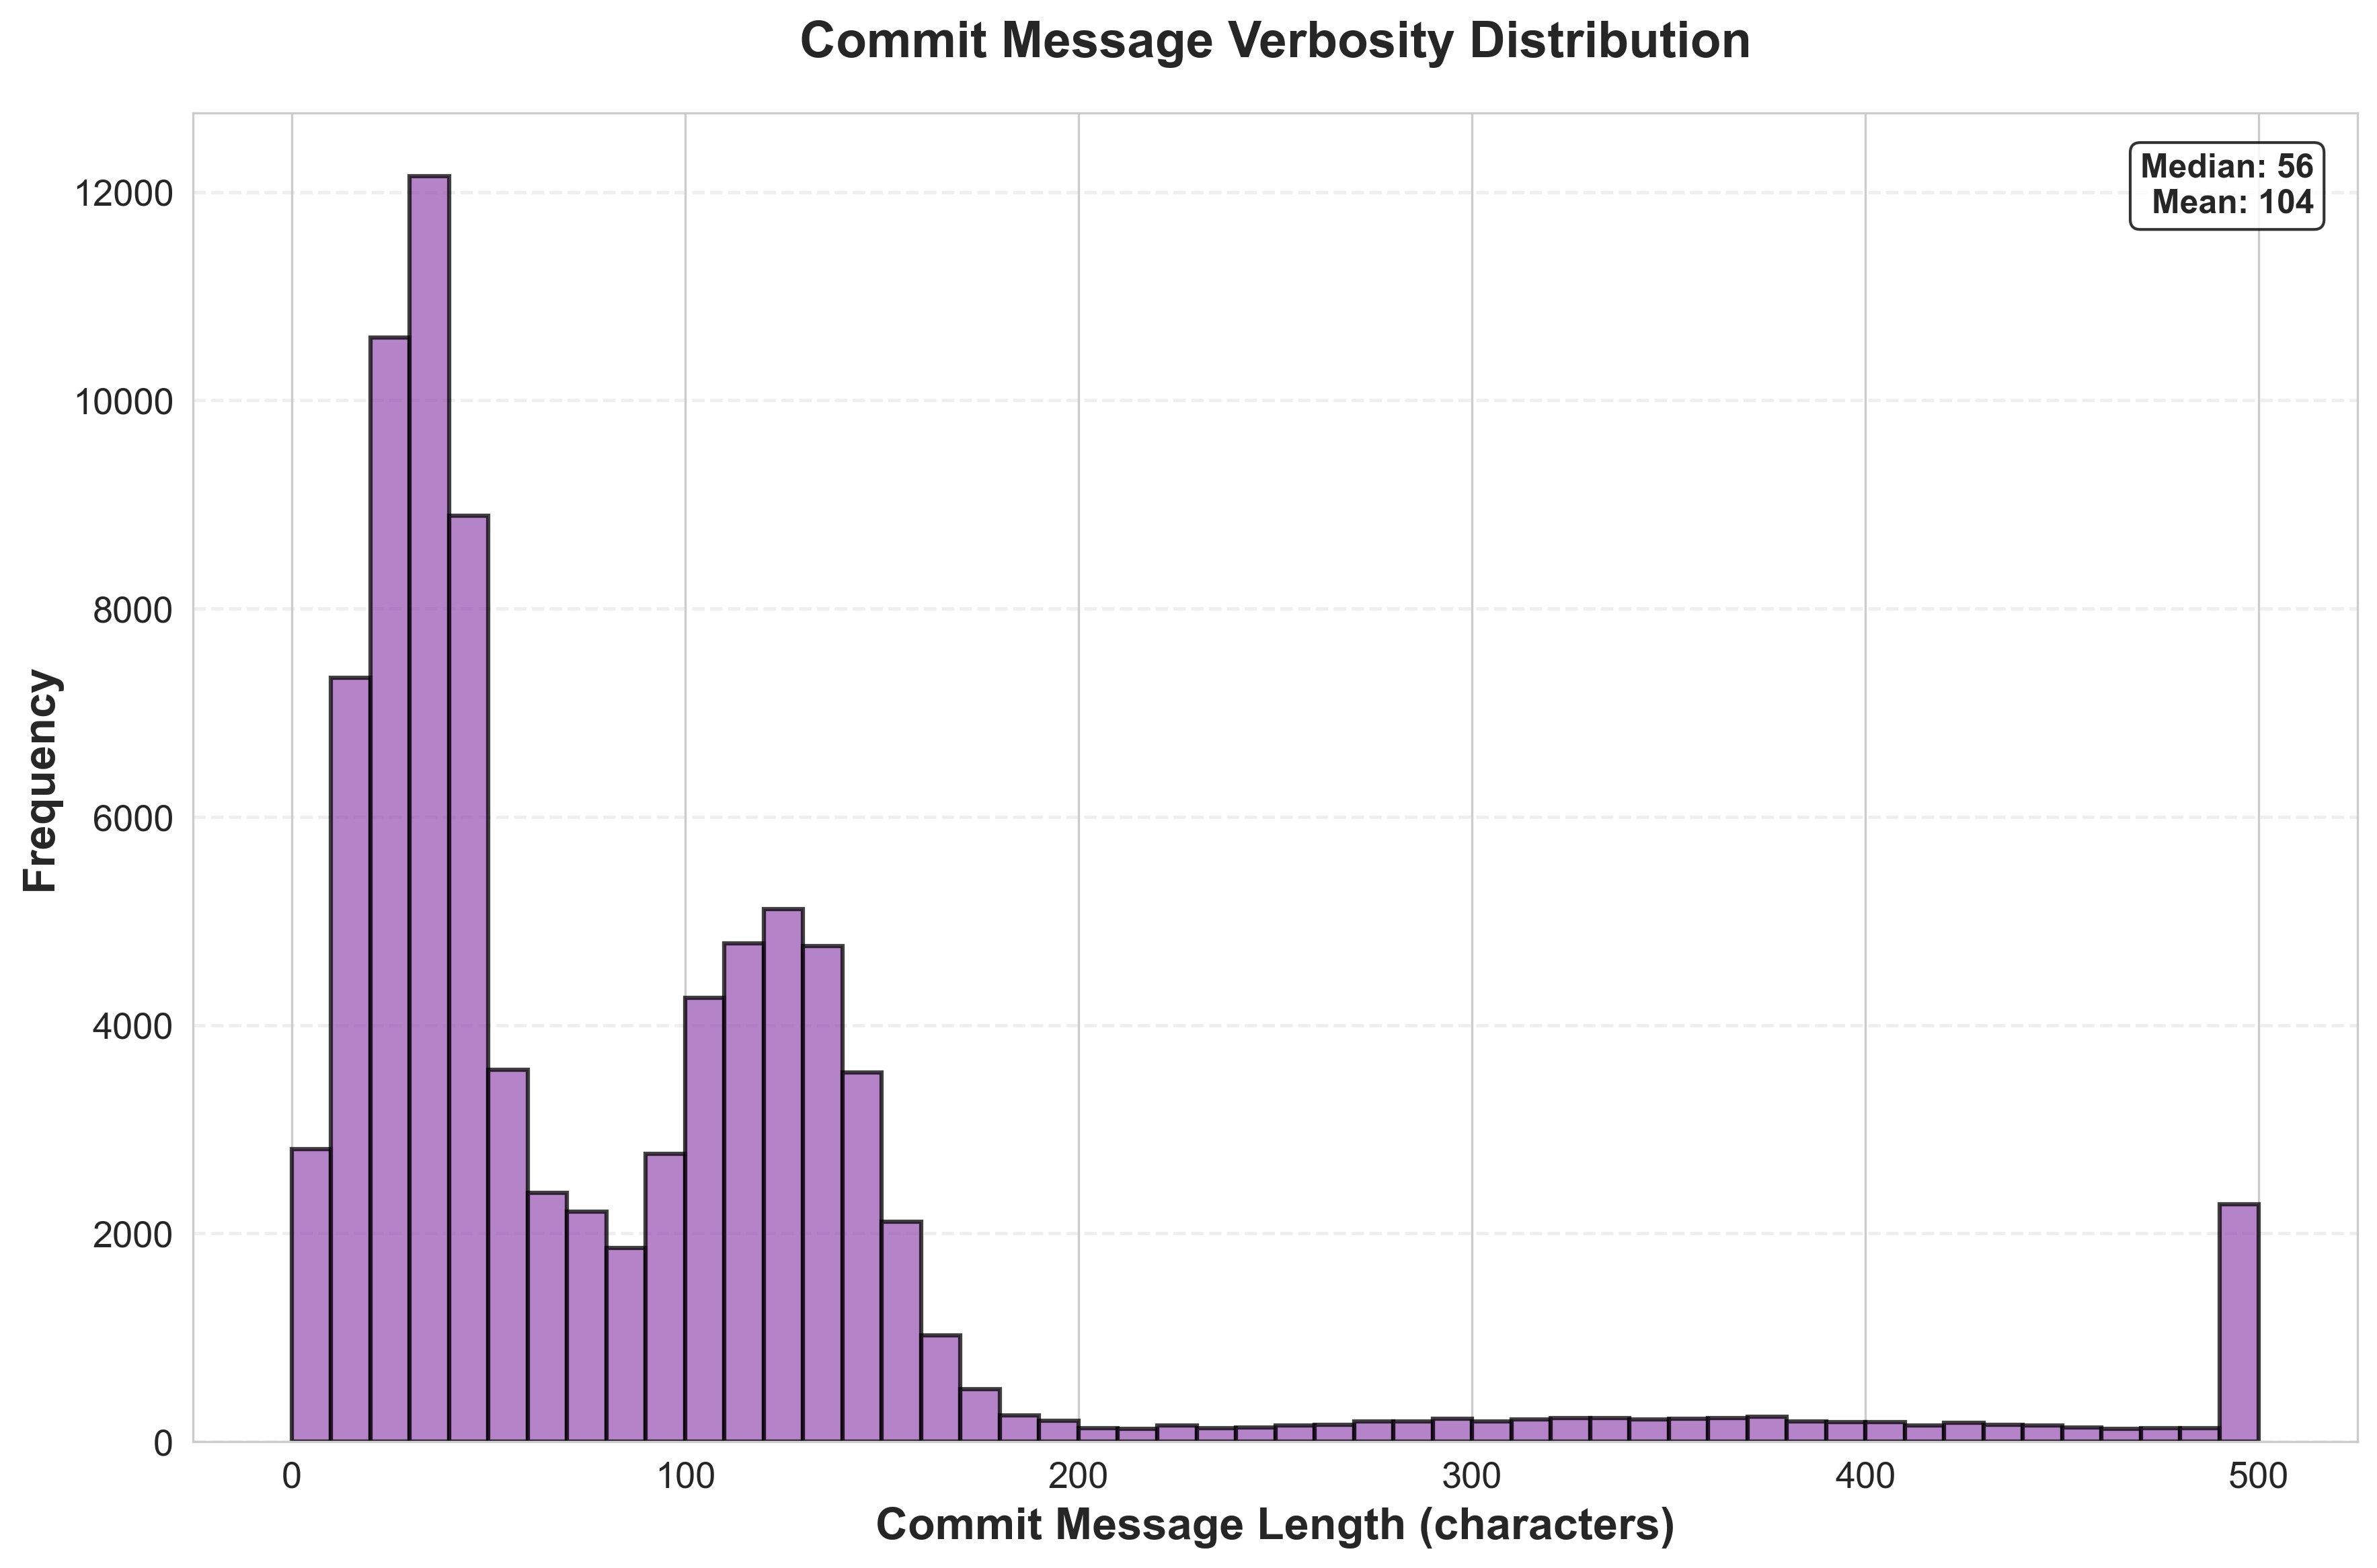 Commit Message Verbosity Distribution
Median: 56
Mean: 104
12000
10000
8000
6000
4000
2000
0
Frequency
0 100 200 300 400 500
Commit Message Length (characters)